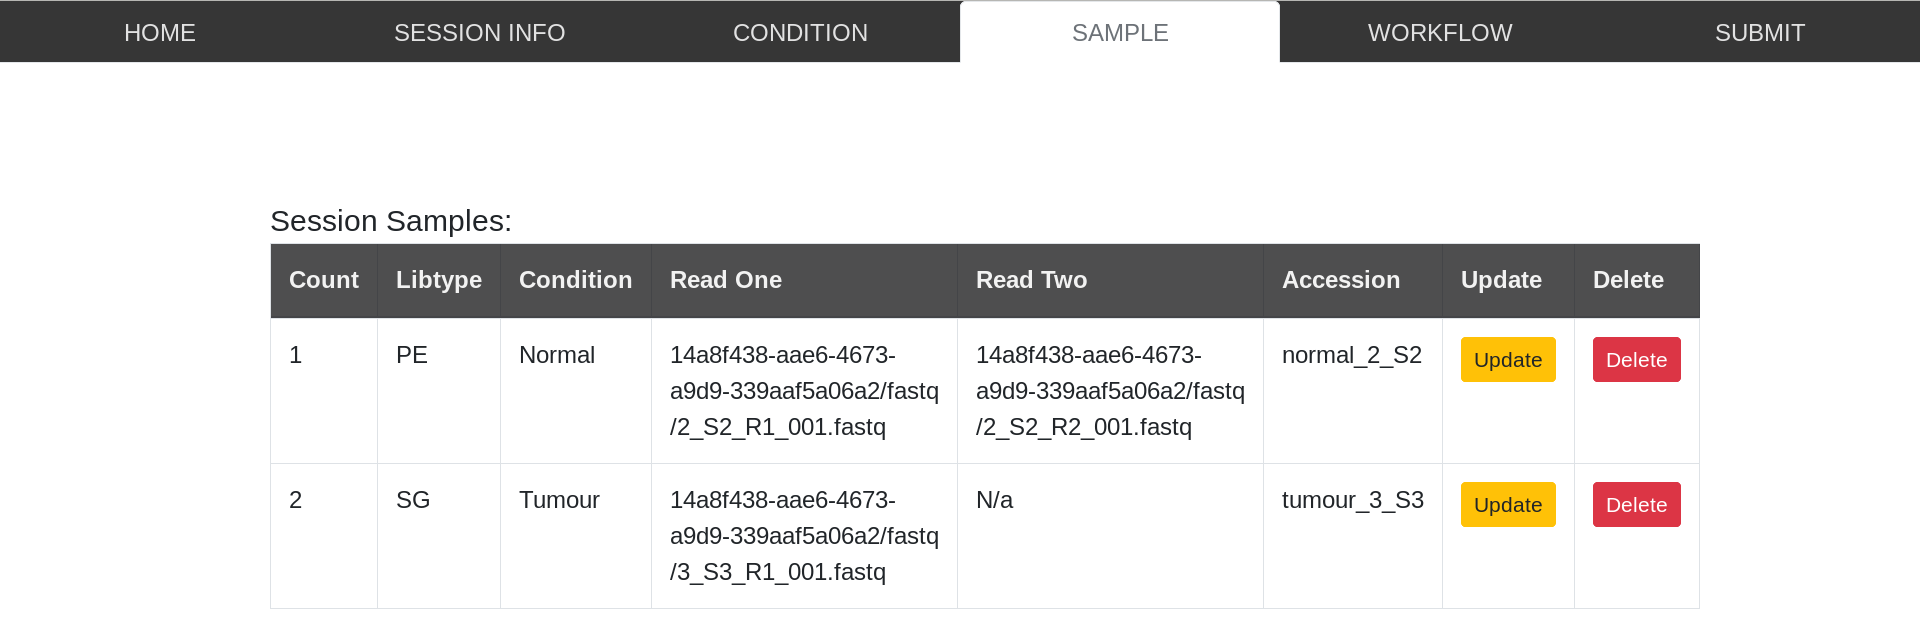 HOME SESSION INFO CONDITION SAMPLE WORKFLOW SUBMIT
Session Samples:
Count Libtype Condition Read One Read Two Accession Update Delete
1 PE Normal 14a8f438-aae6-4673- 14a8f438-aae6-4673- normal_2_S2 Update Delete
a9d9-339aaf5a06a2/fastq a9d9-339aaf5a06a2/fastq
/2_S2_R1_001.fastq /2_S2_R2_001.fastq
2 SG Tumour 14a8f438-aae6-4673- N/a tumour_3_S3 Update Delete
a9d9-339aaf5a06a2/fastq
/3_S3_R1_001.fastq